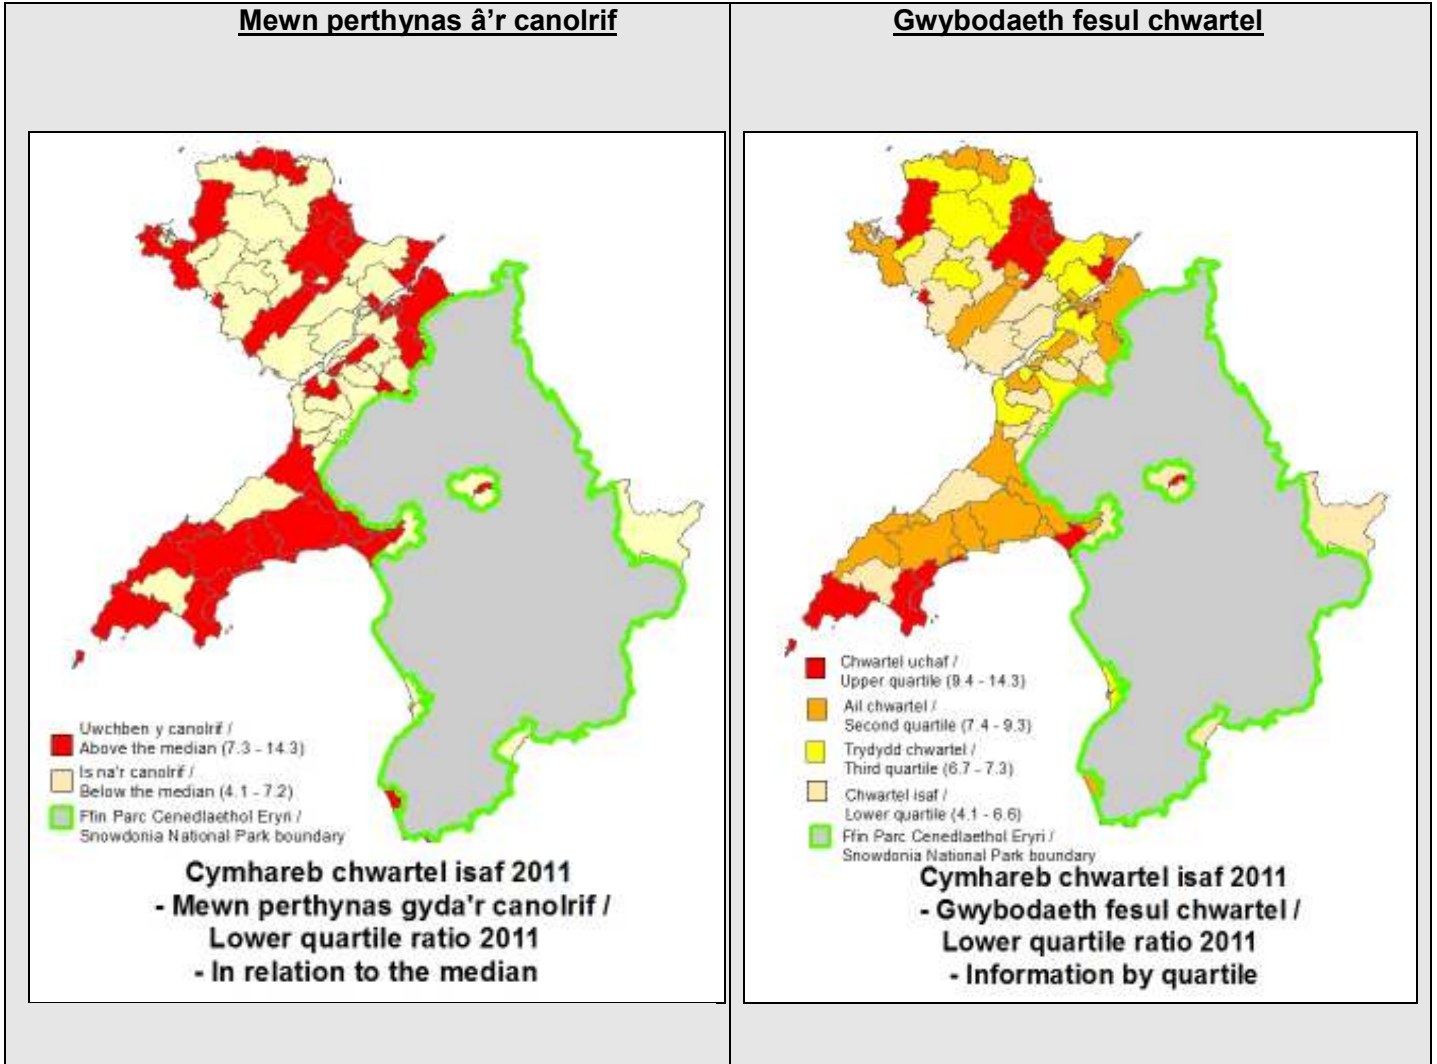 Mewn perthynas â’r canolrif
Uwchben y canolrif /
Above the median (7.3 - 14.3)
Is na'r canolrif /
Below the median (4.1 - 7.2)
Ffin Parc Cenedlaethol Eryri /
Snowdonia National Park boundary
Cymhareb chwartel isaf 2011
- Mewn perthynas gyda'r canolrif /
Lower quartile ratio 2011
- In relation to the median
Gwybodaeth fesul chwartel
Chwartel uchaf /
Upper quartile (9.4 - 14.3)
Ail chwartel /
Second quartile (7.4 - 9.3)
Trydydd chwartel /
Third quartile (6.7 - 7.3)
Chwartel isaf /
Lower quartile (4.1 - 6.6)
Ffin Parc Cenedlaethol Eryri /
Snowdonia National Park boundary
Cymhareb chwartel isaf 2011
- Gwybodaeth fesul chwartel /
Lower quartile ratio 2011
- Information by quartile